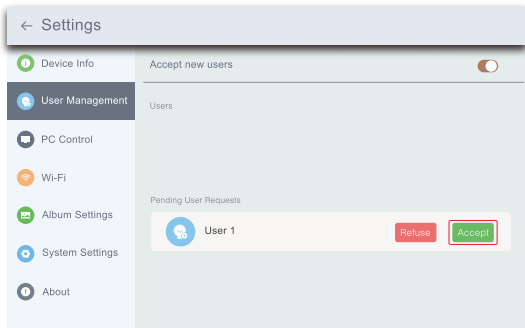 ← Settings
Device Info
Accept new users
User Management
Users
PC Control
Wi-Fi
Pending User Requests
Album Settings
User 1
Refuse
Accept
System Settings
About